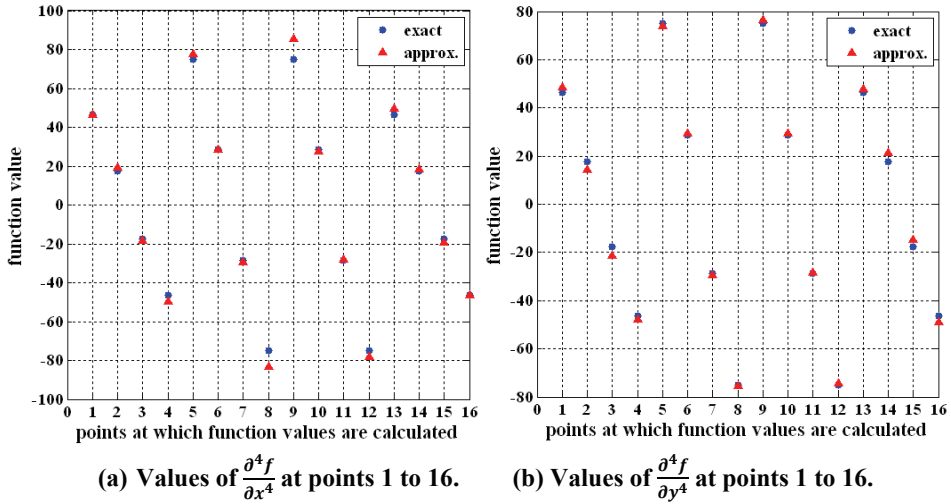 exact
approx.
100
80
60
40
20
0
-20
-40
-60
-80
-100
function value
0 1 2 3 4 5 6 7 8 9 10 11 12 13 14 15 16
points at which function values are calculated
(a) Values of ∂⁴f/∂x⁴ at points 1 to 16.
exact
approx.
80
60
40
20
0
-20
-40
-60
-80
function value
0 1 2 3 4 5 6 7 8 9 10 11 12 13 14 15 16
points at which function values are calculated
(b) Values of ∂⁴f/∂y⁴ at points 1 to 16.